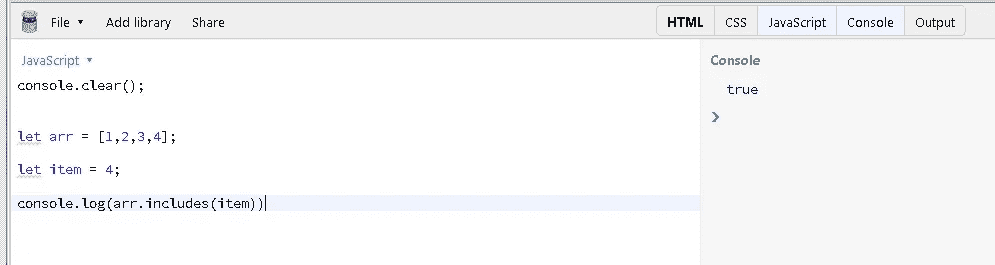 File ▾ Add library Share HTML CSS JavaScript Console Output
JavaScript ▾
Console
console.clear();
true
let arr = [1,2,3,4];
let item = 4;
console.log(arr.includes(item))